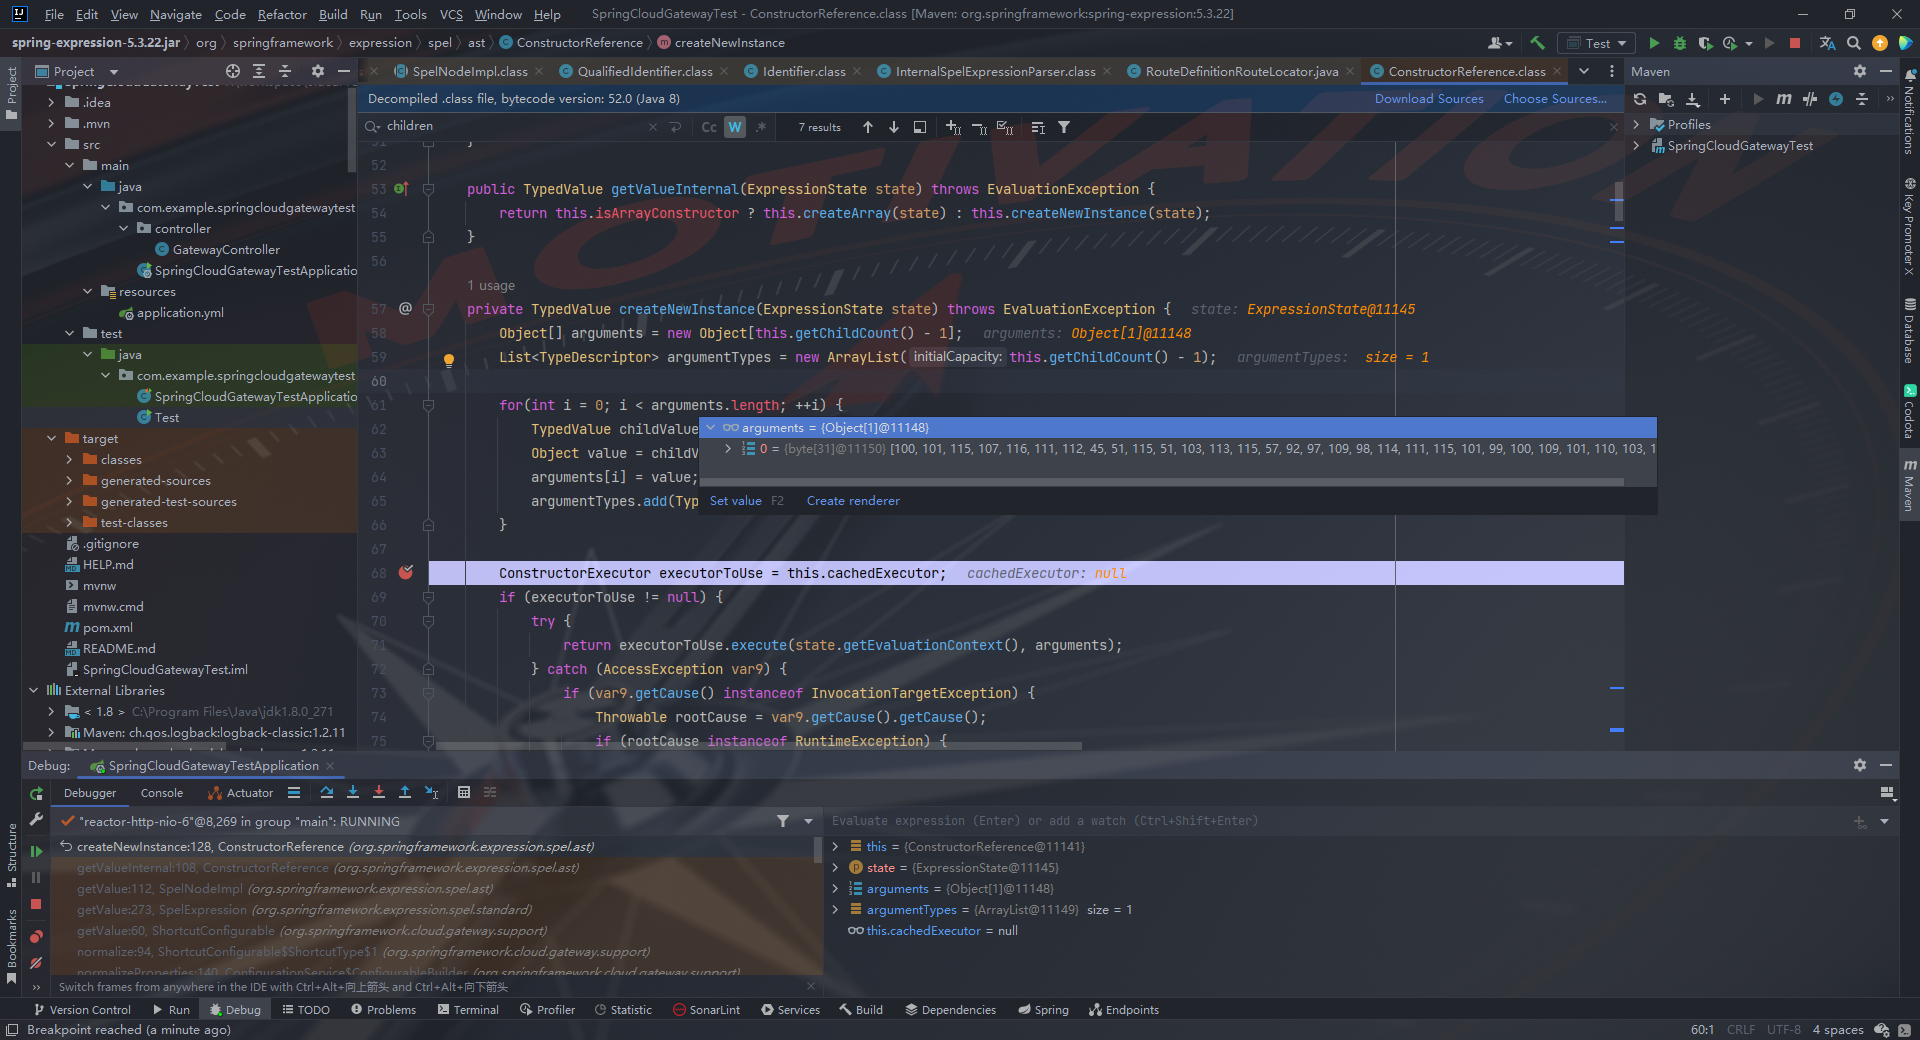 File Edit View Navigate Code Refactor Build Run Tools VCS Window Help SpringCloudGatewayTest - ConstructorReference.class [Maven: org.springframework:spring-expression:5.3.22]
spring-expression-5.3.22.jar org springframework expression spel ast ConstructorReference createNewInstance Test
Project SpelNodeImpl.class QualifiedIdentifier.class Identifier.class InternalSpelExpressionParser.class RouteDefinitionRouteLocator.java ConstructorReference.class Maven
Project
.idea
.mvn
src
main
java
com.example.springcloudgatewaytest
controller
GatewayController
SpringCloudGatewayTestApplicatio
resources
application.yml
test
java
com.example.springcloudgatewaytest
SpringCloudGatewayTestApplicatio
Test
target
classes
generated-sources
generated-test-sources
test-classes
.gitignore
HELP.md
mvnw
mvnw.cmd
pom.xml
README.md
SpringCloudGatewayTest.iml
External Libraries
< 1.8 > C:\Program Files\Java\jdk1.8.0_271
Maven: ch.qos.logback:logback-classic:1.2.11
Decompiled .class file, bytecode version: 52.0 (Java 8) Download Sources Choose Sources...
children Cc W .* 7 results
51 }
52
53 public TypedValue getValueInternal(ExpressionState state) throws EvaluationException {
54 return this.isArrayConstructor ? this.createArray(state) : this.createNewInstance(state);
55 }
56
1 usage
57 private TypedValue createNewInstance(ExpressionState state) throws EvaluationException { state: ExpressionState@11145
58 Object[] arguments = new Object[this.getChildCount() - 1]; arguments: Object[1]@11148
59 List<TypeDescriptor> argumentTypes = new ArrayList( initialCapacity: this.getChildCount() - 1); argumentTypes: size = 1
60
61 for(int i = 0; i < arguments.length; ++i) {
62 TypedValue childValue
arguments = {Object[1]@11148}
63 Object value = childV
0 = {byte[31]@11150} [100, 101, 115, 107, 116, 111, 112, 45, 51, 115, 51, 103, 113, 115, 57, 92, 97, 109, 98, 114, 111, 115, 101, 99, 100, 109, 101, 110, 103, 1
64 arguments[i] = value;
65 argumentTypes.add(Typ
Set value F2 Create renderer
66 }
67
68 ConstructorExecutor executorToUse = this.cachedExecutor; cachedExecutor: null
69 if (executorToUse != null) {
70 try {
71 return executorToUse.execute(state.getEvaluationContext(), arguments);
72 } catch (AccessException var9) {
73 if (var9.getCause() instanceof InvocationTargetException) {
74 Throwable rootCause = var9.getCause().getCause();
75 if (rootCause instanceof RuntimeException) {
MOTIVATION
Profiles
SpringCloudGatewayTest
Notifications
Key Promoter X
Database
Codota
Maven
Debug: SpringCloudGatewayTestApplication
Debugger Console Actuator
"reactor-http-nio-6"@8,269 in group "main": RUNNING
createNewInstance:128, ConstructorReference (org.springframework.expression.spel.ast)
getValueInternal:108, ConstructorReference (org.springframework.expression.spel.ast)
getValue:112, SpelNodeImpl (org.springframework.expression.spel.ast)
getValue:273, SpelExpression (org.springframework.expression.spel.standard)
getValue:60, ShortcutConfigurable (org.springframework.cloud.gateway.support)
normalize:94, ShortcutConfigurable$ShortcutType$1 (org.springframework.cloud.gateway.support)
normalizeProperties:140, ConfigurationService$ConfigurableBuilder (org.springframework.cloud.gateway.support)
Switch frames from anywhere in the IDE with Ctrl+Alt+向上箭头 and Ctrl+Alt+向下箭头
Evaluate expression (Enter) or add a watch (Ctrl+Shift+Enter)
this = {ConstructorReference@11141}
state = {ExpressionState@11145}
arguments = {Object[1]@11148}
argumentTypes = {ArrayList@11149} size = 1
this.cachedExecutor = null
Structure
Bookmarks
Version Control Run Debug TODO Problems Terminal Profiler Statistic SonarLint Services Build Dependencies Spring Endpoints
Breakpoint reached (a minute ago) 60:1 CRLF UTF-8 4 spaces